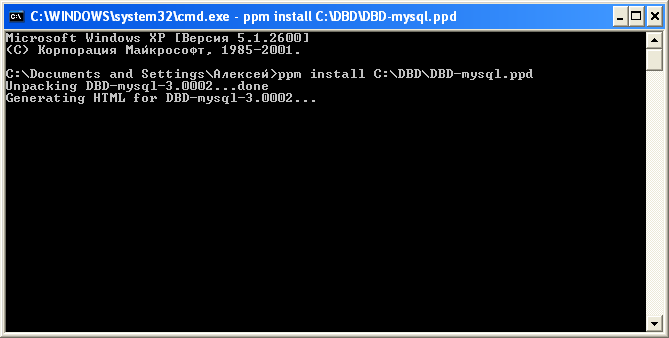 C:\WINDOWS\system32\cmd.exe - ppm install C:\DBD\DBD-mysql.ppd
Microsoft Windows XP [Версия 5.1.2600]
(С) Корпорация Майкрософт, 1985-2001.
C:\Documents and Settings\Алексей>ppm install C:\DBD\DBD-mysql.ppd
Unpacking DBD-mysql-3.0002...done
Generating HTML for DBD-mysql-3.0002...